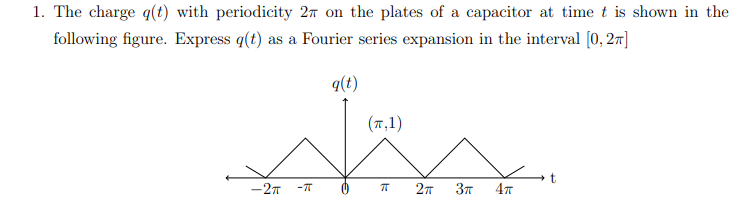 1. The charge q(t) with periodicity 2π on the plates of a capacitor at time t is shown in the
following figure. Express q(t) as a Fourier series expansion in the interval [0, 2π]
q(t)
(π,1)
−2π -π 0 π 2π 3π 4π t